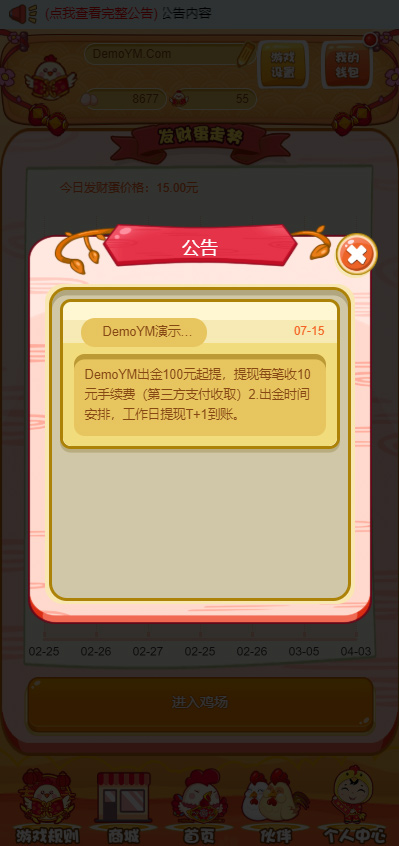 (点我查看完整公告) 公告内容
DemoYM.Com
游戏设置
我的钱包
8677
55
发财蛋走势
今日发财蛋价格：15.00元
公告
DemoYM演示...
07-15
DemoYM出金100元起提，提现每笔收10
元手续费（第三方支付收取）2.出金时间
安排，工作日提现T+1到账。
02-25 02-26 02-27 02-25 02-26 03-05 04-03
进入鸡场
游戏规则 商城 首页 伙伴 个人中心